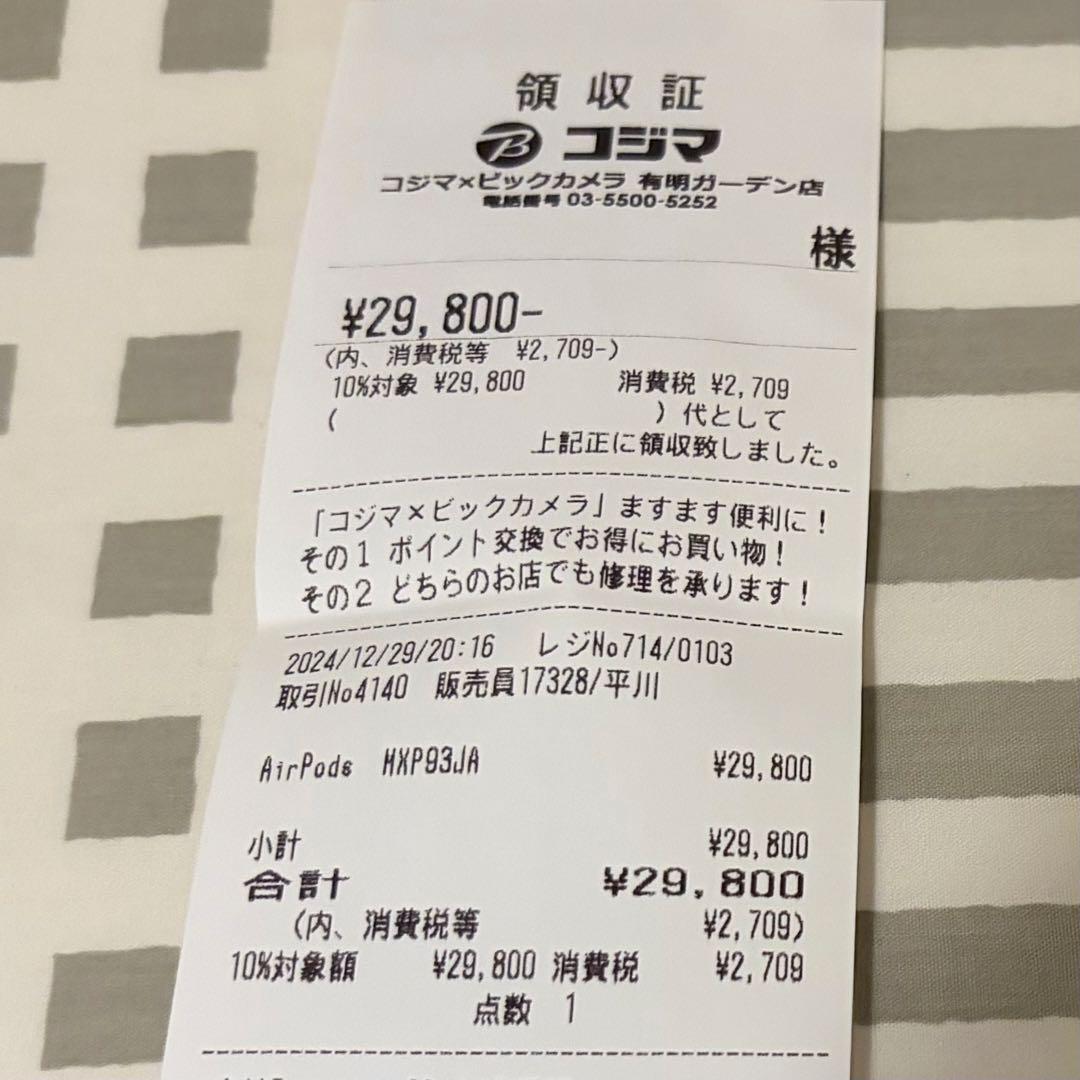 領収証
B コジマ
コジマ×ビックカメラ 有明ガーデン店
電話番号 03-5500-5252
様
¥29,800-
(内、消費税等 ¥2,709-)
10%対象 ¥29,800 消費税 ¥2,709
( ) 代として
上記正に領収致しました。
「コジマ×ビックカメラ」ますます便利に!
その1 ポイント交換でお得にお買い物!
その2 どちらのお店でも修理を承ります!
2024/12/29/20:16 レジNo714/0103
取引No4140 販売員17328/平川
AirPods MXP93JA ¥29,800
小計 ¥29,800
合計 ¥29,800
(内、消費税等 ¥2,709)
10%対象額 ¥29,800 消費税 ¥2,709
点数 1